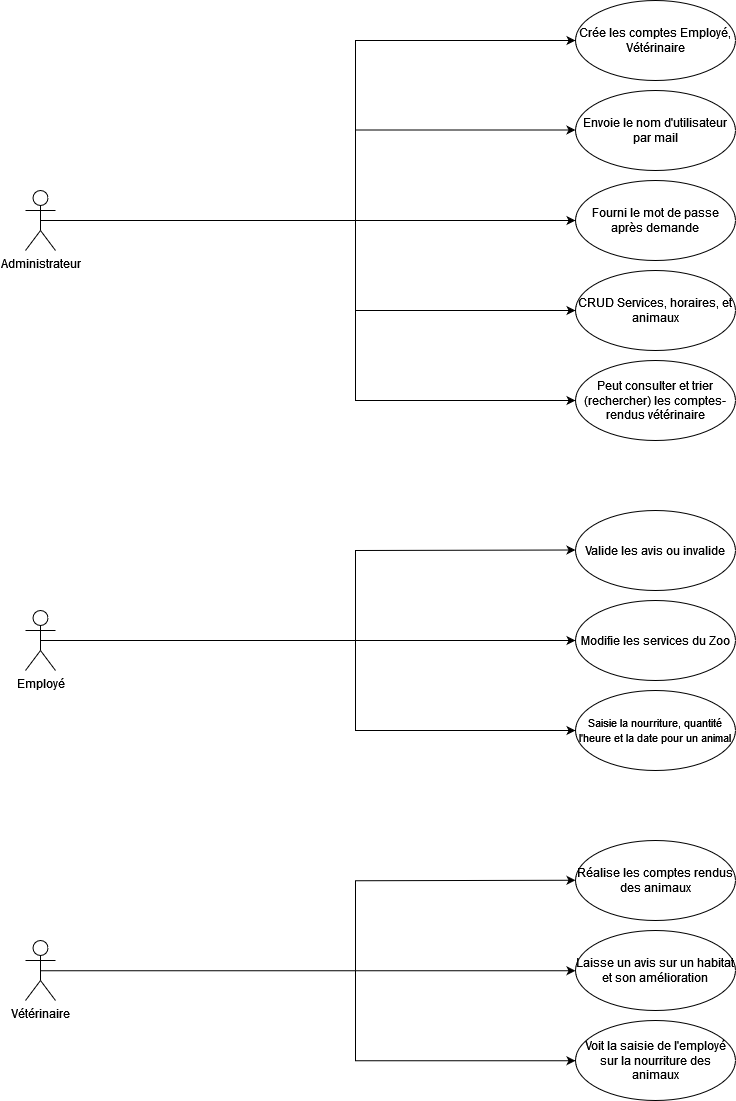 Crée les comptes Employé,
Vétérinaire
Envoie le nom d'utilisateur
par mail
Fourni le mot de passe
après demande
Administrateur
CRUD Services, horaires, et
animaux
Peut consulter et trier
(rechercher) les comptes-
rendus vétérinaire
Valide les avis ou invalide
Modifie les services du Zoo
Employé
Saisie la nourriture, quantité
l'heure et la date pour un animal
Réalise les comptes rendus
des animaux
Laisse un avis sur un habitat
et son amélioration
Vétérinaire
Voit la saisie de l'employé
sur la nourriture des
animaux